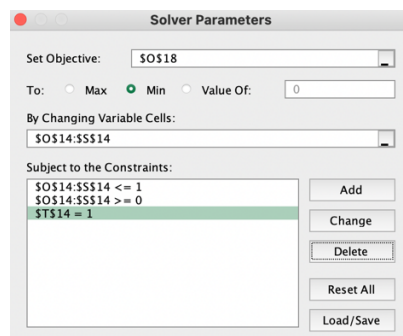 Solver Parameters
Set Objective: $O$18
To: Max Min Value Of: 0
By Changing Variable Cells:
$O$14:$S$14
Subject to the Constraints:
$O$14:$S$14 <= 1
$O$14:$S$14 >= 0
$T$14 = 1
Add
Change
Delete
Reset All
Load/Save